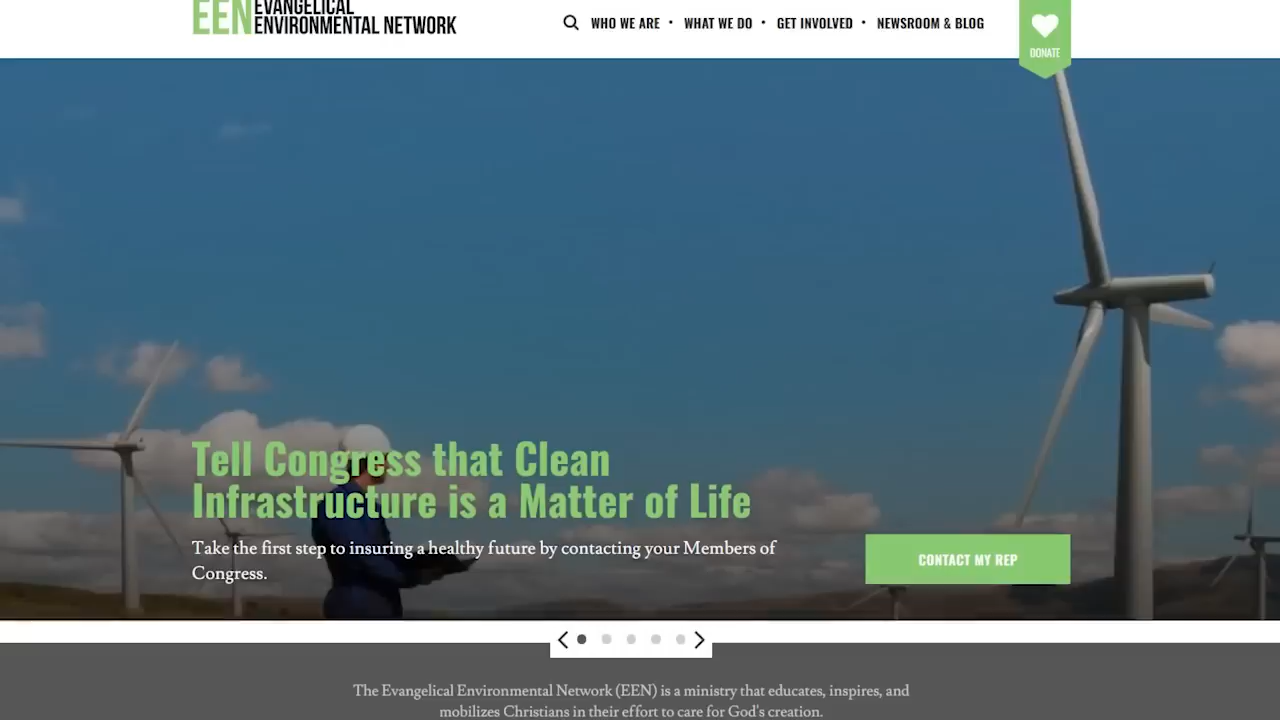 EEN EVANGELICAL
ENVIRONMENTAL NETWORK
WHO WE ARE • WHAT WE DO • GET INVOLVED • NEWSROOM & BLOG
DONATE
Tell Congress that Clean
Infrastructure is a Matter of Life
Take the first step to insuring a healthy future by contacting your Members of
Congress.
CONTACT MY REP
The Evangelical Environmental Network (EEN) is a ministry that educates, inspires, and
mobilizes Christians in their effort to care for God's creation.